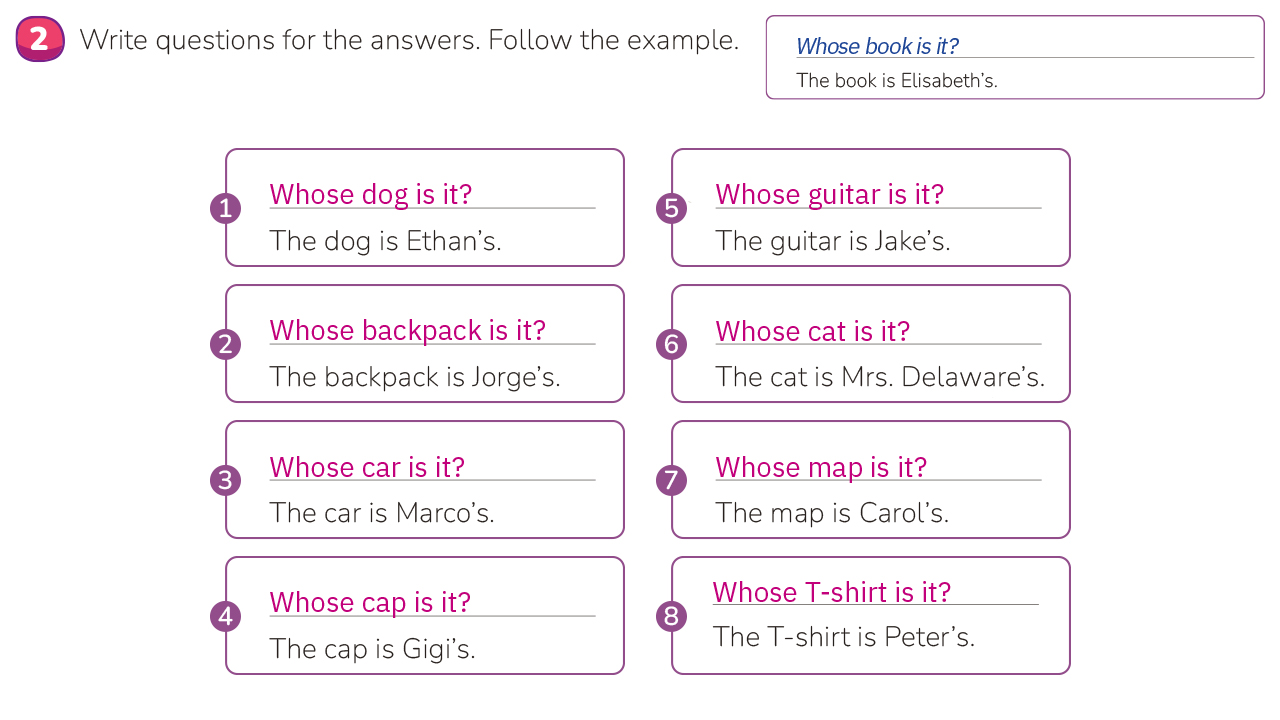 2 Write questions for the answers. Follow the example.
Whose book is it?
The book is Elisabeth’s.
1
Whose dog is it?
The dog is Ethan’s.
2
Whose backpack is it?
The backpack is Jorge’s.
3
Whose car is it?
The car is Marco’s.
4
Whose cap is it?
The cap is Gigi’s.
5
Whose guitar is it?
The guitar is Jake’s.
6
Whose cat is it?
The cat is Mrs. Delaware’s.
7
Whose map is it?
The map is Carol’s.
8
Whose T-shirt is it?
The T-shirt is Peter’s.